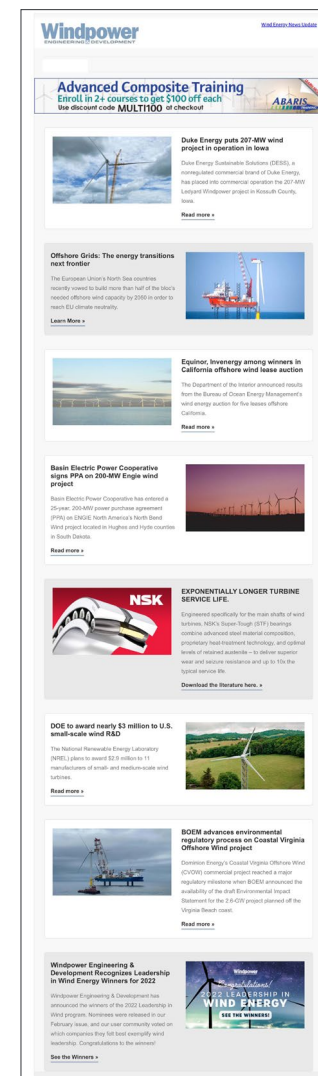 Windpower
ENGINEERING & DEVELOPMENT
Wind Energy News Update
Advanced Composite Training
Enroll in 2+ courses to get $100 off each
Use discount code MULTI100 at checkout
ABARIS
Duke Energy puts 207-MW wind
project in operation in Iowa
Duke Energy Sustainable Solutions (DESS), a
nonregulated commercial brand of Duke Energy,
has placed into commercial operation the 207-MW
Ledyard Windpower project in Kossuth County,
Iowa.
Read more »
Offshore Grids: The energy transitions
next frontier
The European Union's North Sea countries
recently vowed to build more than half of the bloc's
needed offshore wind capacity by 2050 in order to
reach EU climate neutrality.
Learn More »
Equinor, Invenergy among winners in
California offshore wind lease auction
The Department of the Interior announced results
from the Bureau of Ocean Energy Management's
wind energy auction for five leases offshore
California.
Read more »
Basin Electric Power Cooperative
signs PPA on 200-MW Engie wind
project
Basin Electric Power Cooperative has entered a
25-year, 200-MW power purchase agreement
(PPA) on ENGIE North America's North Bend
Wind project located in Hughes and Hyde counties
in South Dakota.
Read more »
NSK
EXPONENTIALLY LONGER TURBINE
SERVICE LIFE.
Engineered specifically for the main shafts of wind
turbines, NSK's Super-Tough (STF) bearings
combine advanced steel material composition,
proprietary heat-treatment technology, and optimal
levels of retained austenite – to deliver superior
wear and seizure resistance and up to 10x the
typical service life.
Download the literature here. »
DOE to award nearly $3 million to U.S.
small-scale wind R&D
The National Renewable Energy Laboratory
(NREL) plans to award $2.9 million to 11
manufacturers of small- and medium-scale wind
turbines.
Read more »
BOEM advances environmental
regulatory process on Coastal Virginia
Offshore Wind project
Dominion Energy's Coastal Virginia Offshore Wind
(CVOW) commercial project reached a major
regulatory milestone when BOEM announced the
availability of the draft Environmental Impact
Statement for the 2.6-GW project planned off the
Virginia Beach coast.
Read more »
Windpower Engineering &
Development Recognizes Leadership
in Wind Energy Winners for 2022
Windpower Engineering & Development has
announced the winners of the 2022 Leadership in
Wind program. Nominees were released in our
February issue, and our user community voted on
which companies they felt best exemplify wind
leadership. Congratulations to the winners!
See the Winners »
Windpower
Congratulations!
2022 LEADERSHIP IN
WIND ENERGY
SEE THE WINNERS!